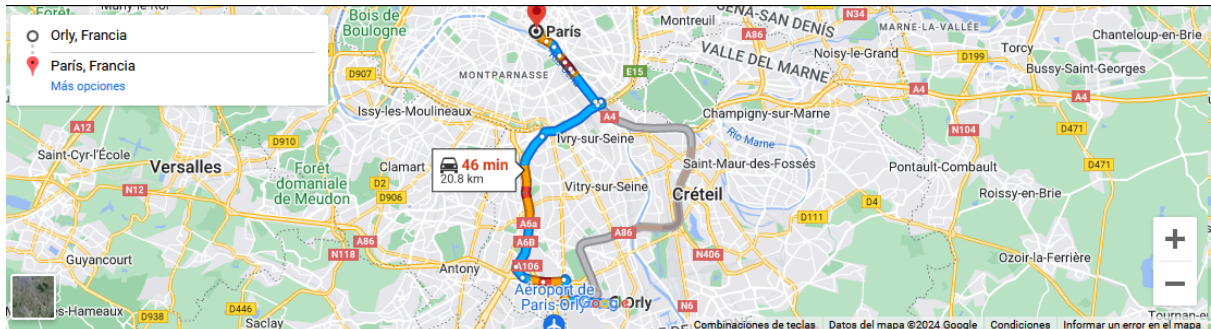 Orly, Francia
París, Francia
Más opciones
Bois de
Boulogne
París
Montreuil
SENA-SAN DENIS
N34
MARNE-LA-VALLÉE
Chanteloup-en-Brie
A86
Noisy-le-Grand
Torcy
D199
Bussy-Saint-Georges
VALLE DEL MARNE
D907
MONTPARNASSE
E15
A4
A4
Issy-les-Moulineaux
A4
Champigny-sur-Marne
A12
D910
Ivry-sur-Seine
Río Marne
N104
D471
Saint-Cyr-l'École
Versalles
Forêt
domaniale
de Meudon
Clamart
46 min
20.8 km
Saint-Maur-des-Fossés
Pontault-Combault
D471
N12
D2
D906
Vitry-sur-Seine
Créteil
Roissy-en-Brie
D4
D111
A6a
A6B
A86
A86
N118
N406
Guyancourt
Antony
A106
Ozoir-la-Ferrière
Aéroport de
Paris-Orly
Google
Orly
N6
D446
D938
Saclay
Combinaciones de teclas
Datos del mapa ©2024 Google
Condiciones
Informar un error en el mapa